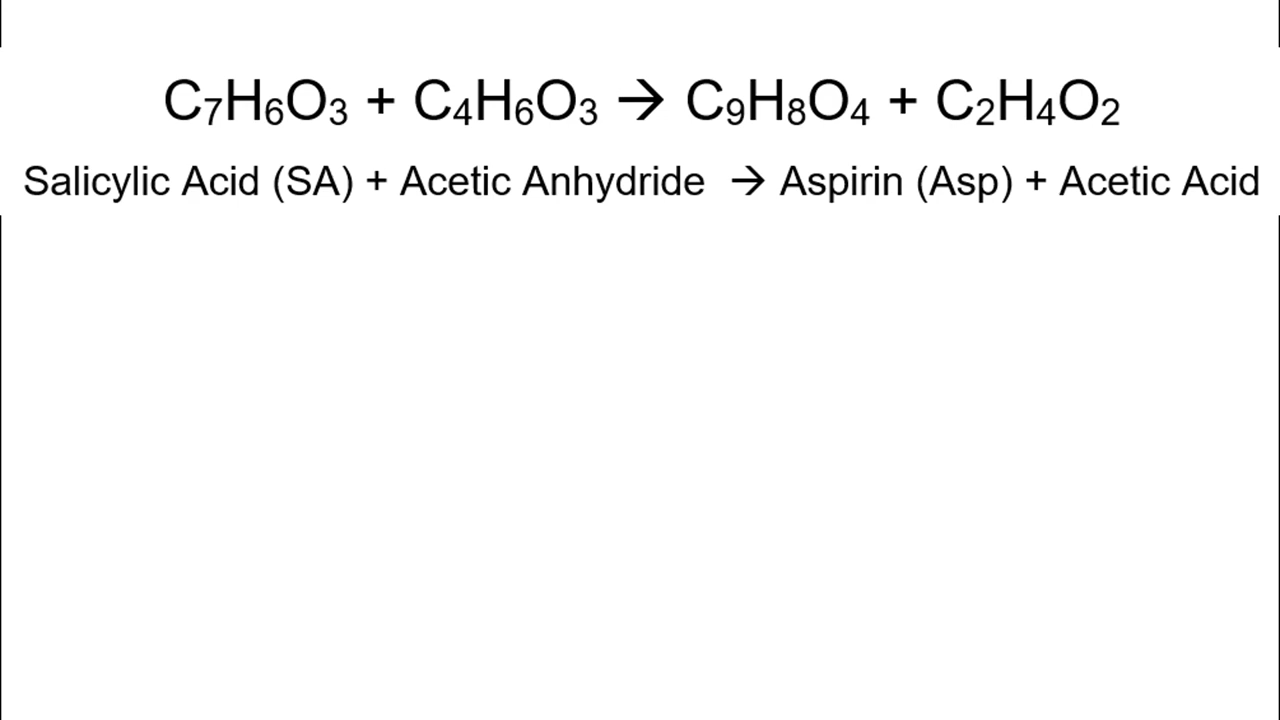 C₇H₆O₃ + C₄H₆O₃ → C₉H₈O₄ + C₂H₄O₂
Salicylic Acid (SA) + Acetic Anhydride → Aspirin (Asp) + Acetic Acid